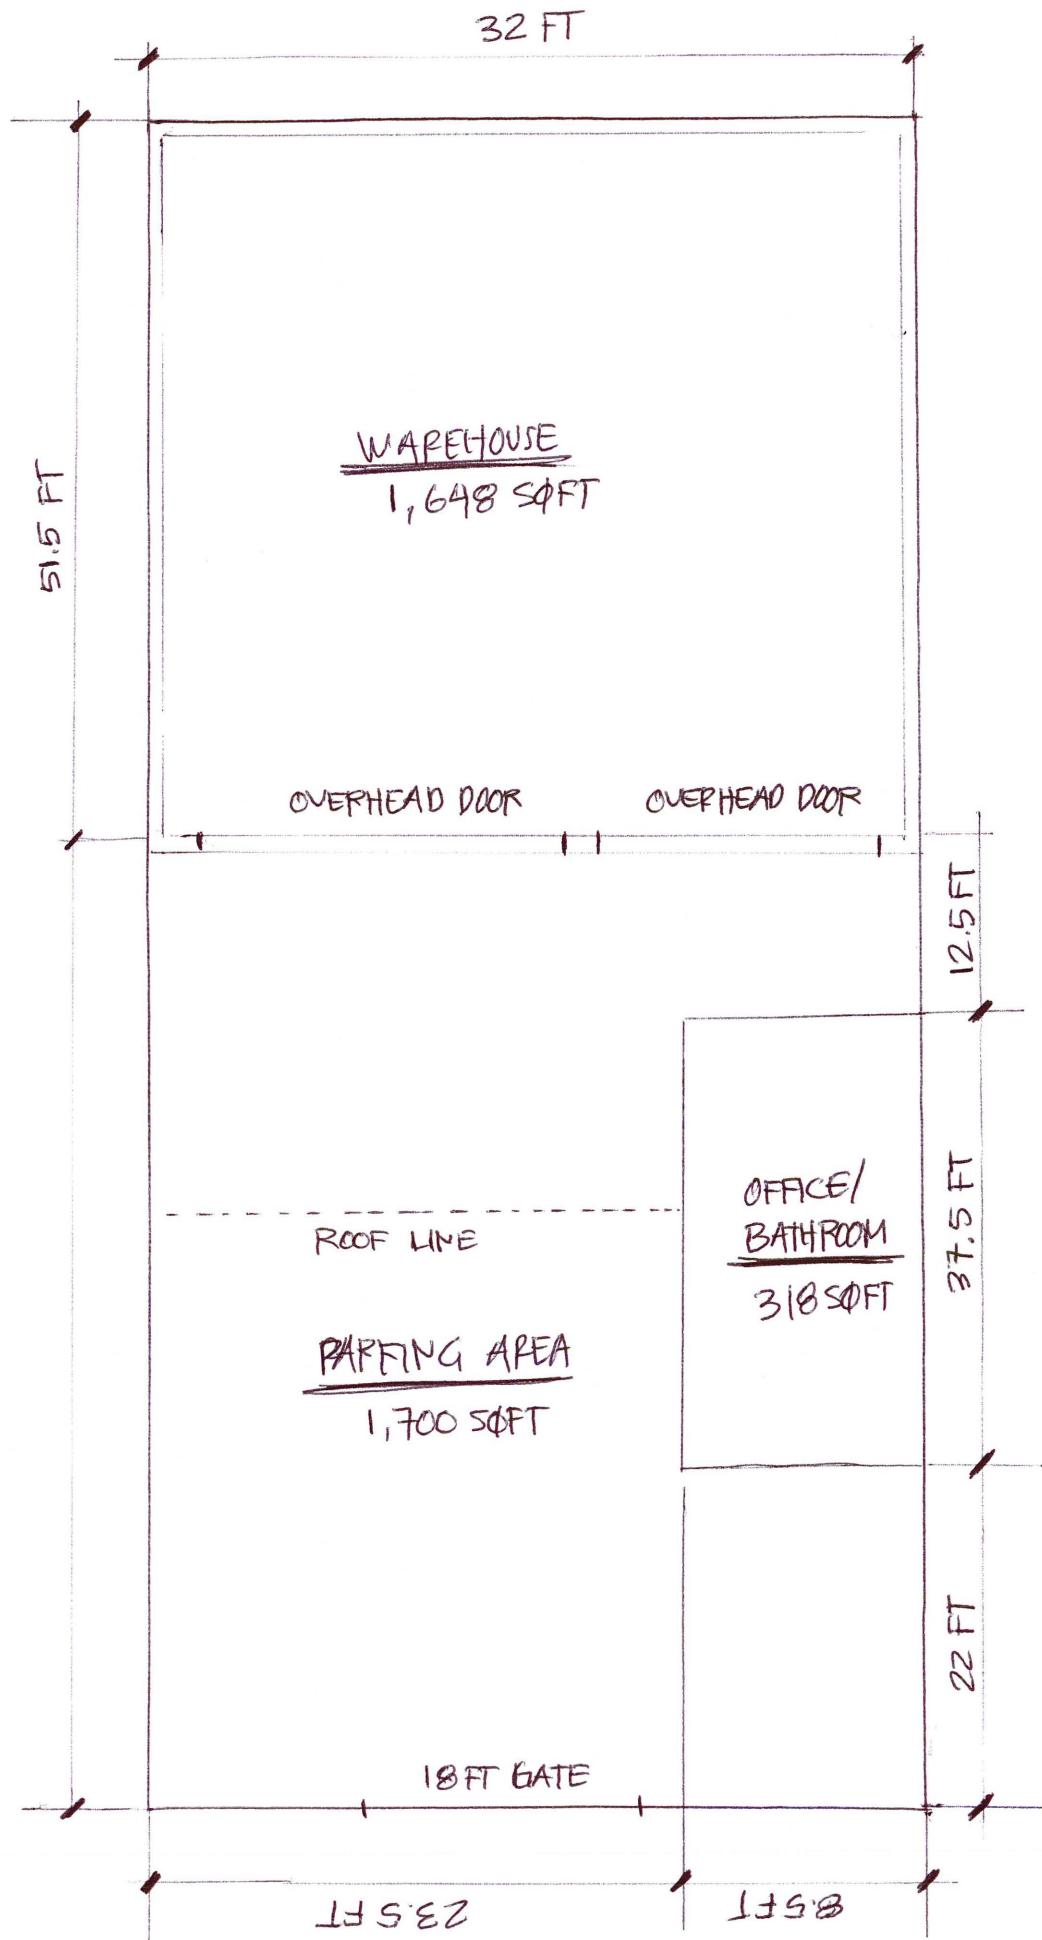 32 FT
51.5 FT
WAREHOUSE
1,648 SQFT
OVERHEAD DOOR
OVERHEAD DOOR
12.5 FT
37.5 FT
OFFICE/
BATHROOM
318 SQFT
ROOF LINE
PARKING AREA
1,700 SQFT
22 FT
18 FT GATE
23.5 FT
8.5 FT